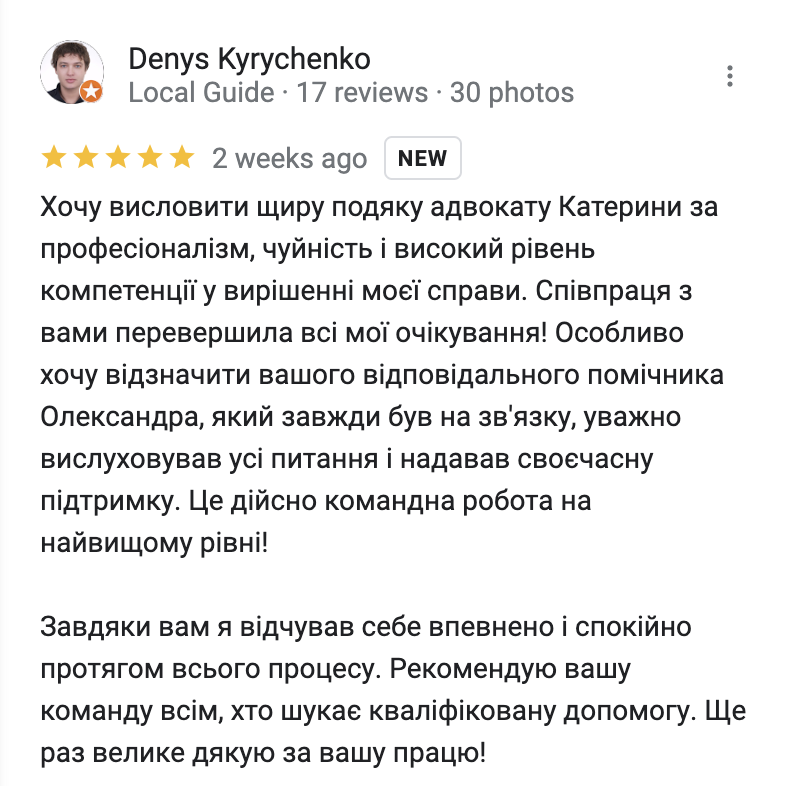 Denys Kyrychenko
Local Guide · 17 reviews · 30 photos
2 weeks ago NEW
Хочу висловити щиру подяку адвокату Катерини за
професіоналізм, чуйність і високий рівень
компетенції у вирішенні моєї справи. Співпраця з
вами перевершила всі мої очікування! Особливо
хочу відзначити вашого відповідального помічника
Олександра, який завжди був на зв'язку, уважно
вислуховував усі питання і надавав своєчасну
підтримку. Це дійсно командна робота на
найвищому рівні!
Завдяки вам я відчував себе впевнено і спокійно
протягом всього процесу. Рекомендую вашу
команду всім, хто шукає кваліфіковану допомогу. Ще
раз велике дякую за вашу працю!